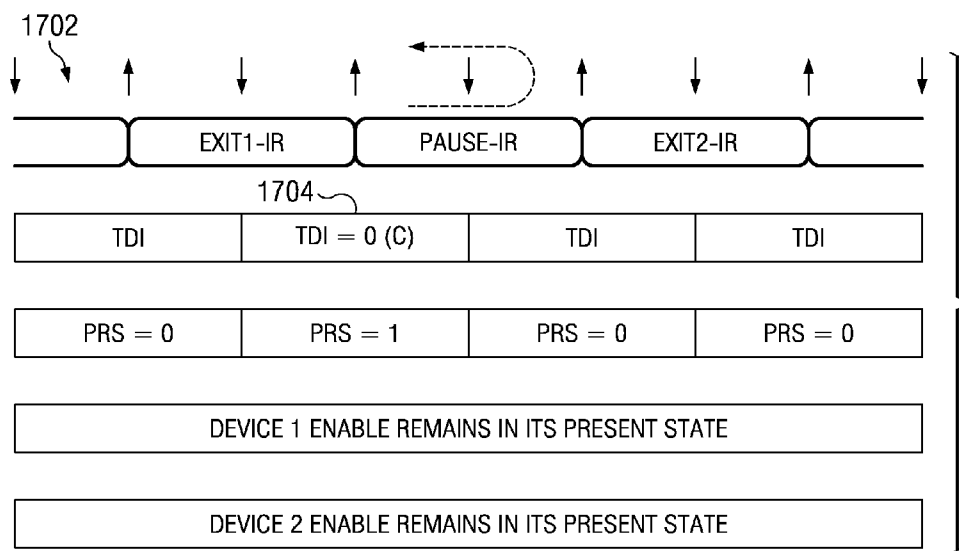 1702
EXIT1-IR PAUSE-IR EXIT2-IR
1704
TDI TDI = 0 (C) TDI TDI
PRS = 0 PRS = 1 PRS = 0 PRS = 0
DEVICE 1 ENABLE REMAINS IN ITS PRESENT STATE
DEVICE 2 ENABLE REMAINS IN ITS PRESENT STATE